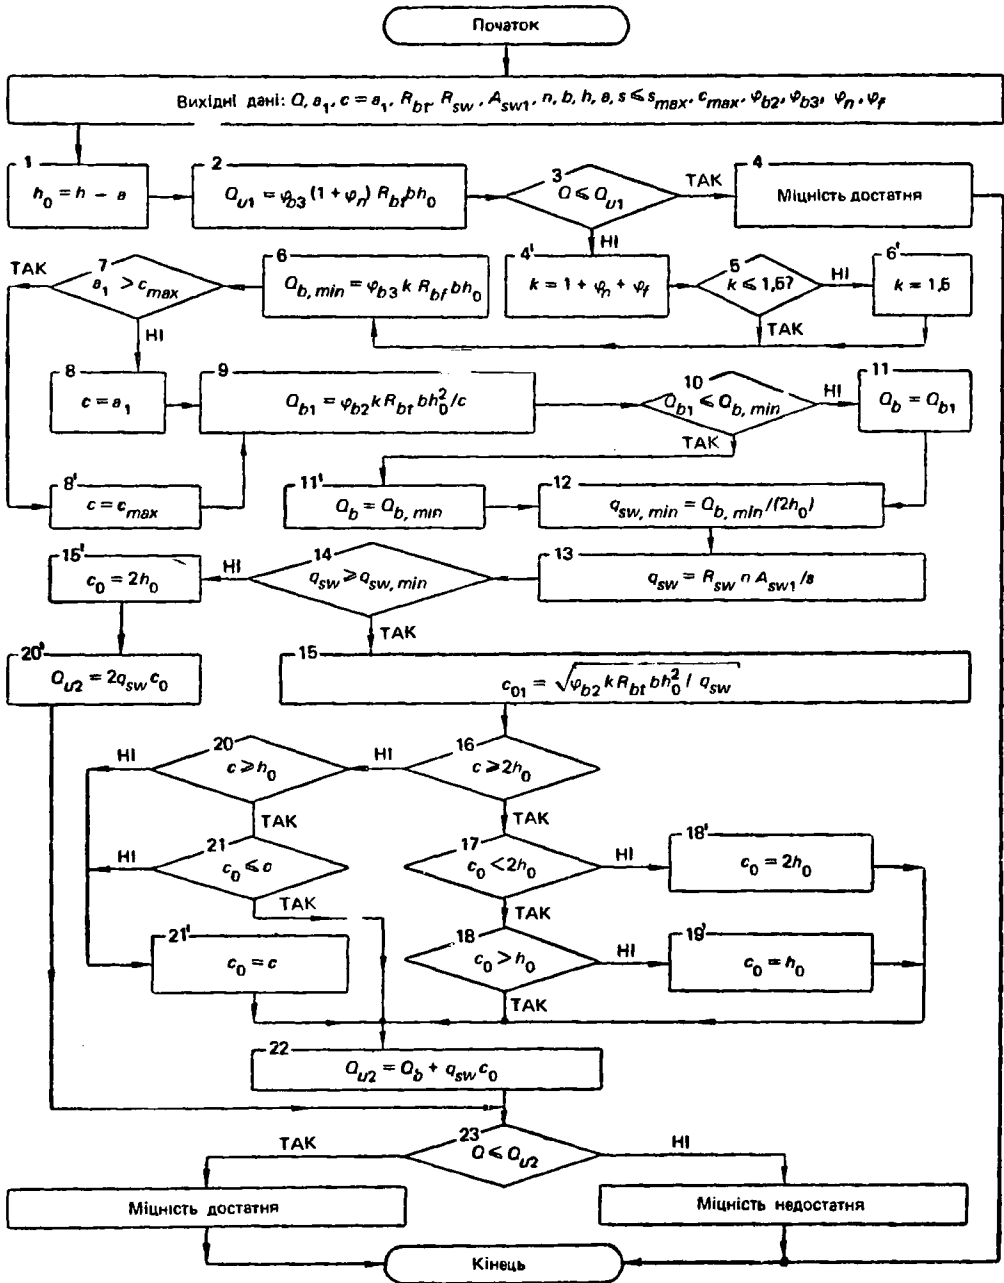 Початок
Вихідні дані: Q, a₁, c = a₁, R_bt, R_sw, A_sw1, n, b, h, a, s ≤ s_max, c_max, φ_b2, φ_b3, φ_n, φ_f
1
h₀ = h − a
2
Q_u1 = φ_b3 (1 + φ_n) R_bt bh₀
3
Q ≤ Q_u1
ТАК
4
Міцність достатня
НІ
4'
k = 1 + φ_n + φ_f
5
k ≤ 1,6?
НІ
6'
k = 1,6
ТАК
6
Q_b, min = φ_b3 k R_bt bh₀
7
a₁ > c_max
ТАК
НІ
8
c = a₁
9
Q_b1 = φ_b2 k R_bt bh₀²/c
10
Q_b1 ≤ Q_b, min
НІ
11
Q_b = Q_b1
ТАК
8'
c = c_max
11'
Q_b = Q_b, min
12
q_sw, min = Q_b, min/(2h₀)
13
q_sw = R_sw n A_sw1/s
14
q_sw ≥ q_sw, min
НІ
15'
c₀ = 2h₀
ТАК
20'
Q_u2 = 2q_sw c₀
15
c₀₁ = √φ_b2 k R_bt bh₀² / q_sw
16
c ≥ 2h₀
НІ
20
c ≥ h₀
НІ
ТАК
ТАК
21
c₀ ≤ c
НІ
ТАК
17
c₀ < 2h₀
НІ
18'
c₀ = 2h₀
ТАК
18
c₀ > h₀
НІ
19'
c₀ = h₀
ТАК
21'
c₀ = c
22
Q_u2 = Q_b + q_sw c₀
23
Q ≤ Q_u2
ТАК
НІ
Міцність достатня
Міцність недостатня
Кінець